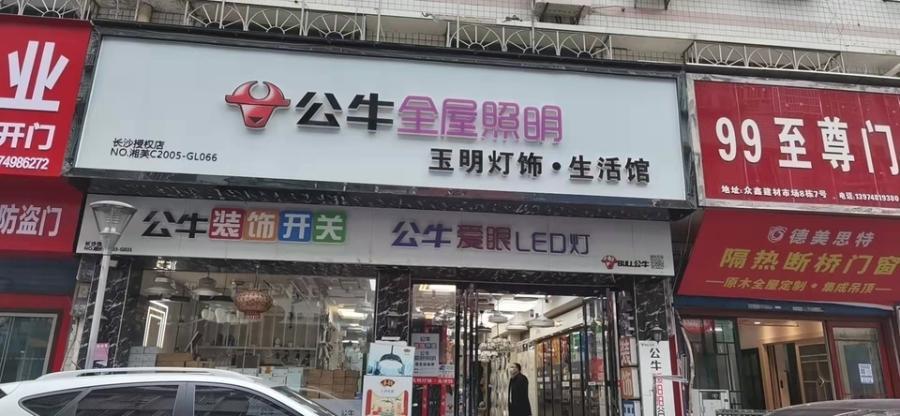 业
开门
74986272
防盗门
公牛全屋照明
长沙授权店
NO.湘芙C2005-GL066
玉明灯饰·生活馆
公牛装饰开关
公牛爱眼LED灯
BULL公牛
公牛
99至尊门
地址:众鑫建材市场8栋7号
德美思特
隔热断桥门窗
原木全屋定制·集成吊顶